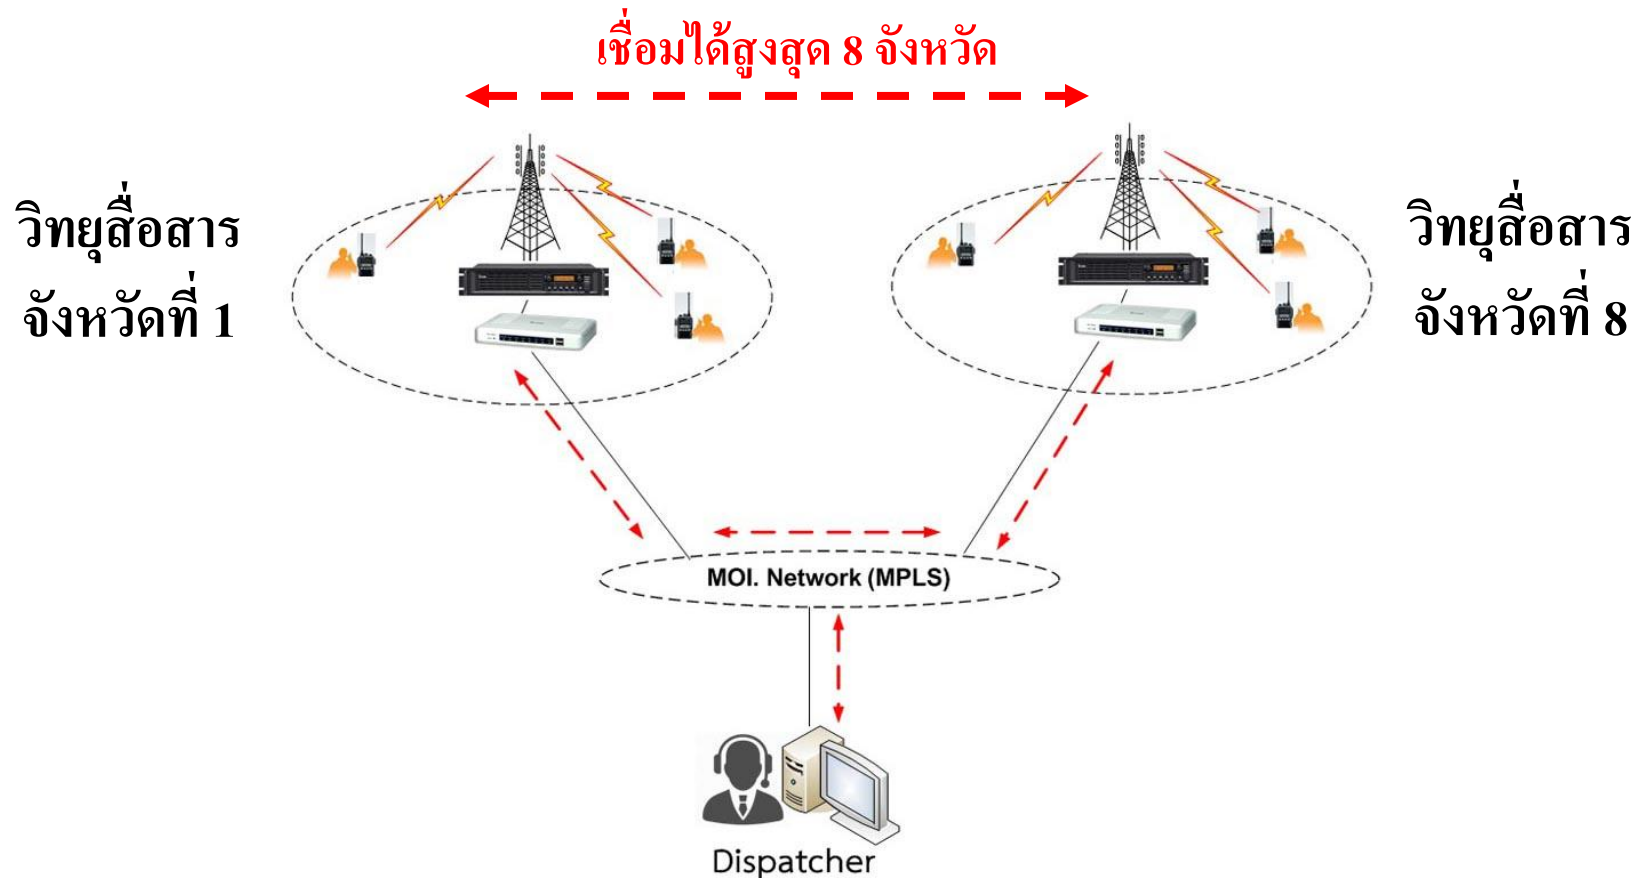 เชื่อมได้สูงสุด 8 จังหวัด
วิทยุสื่อสาร
จังหวัดที่ 1
วิทยุสื่อสาร
จังหวัดที่ 8
MOI. Network (MPLS)
Dispatcher